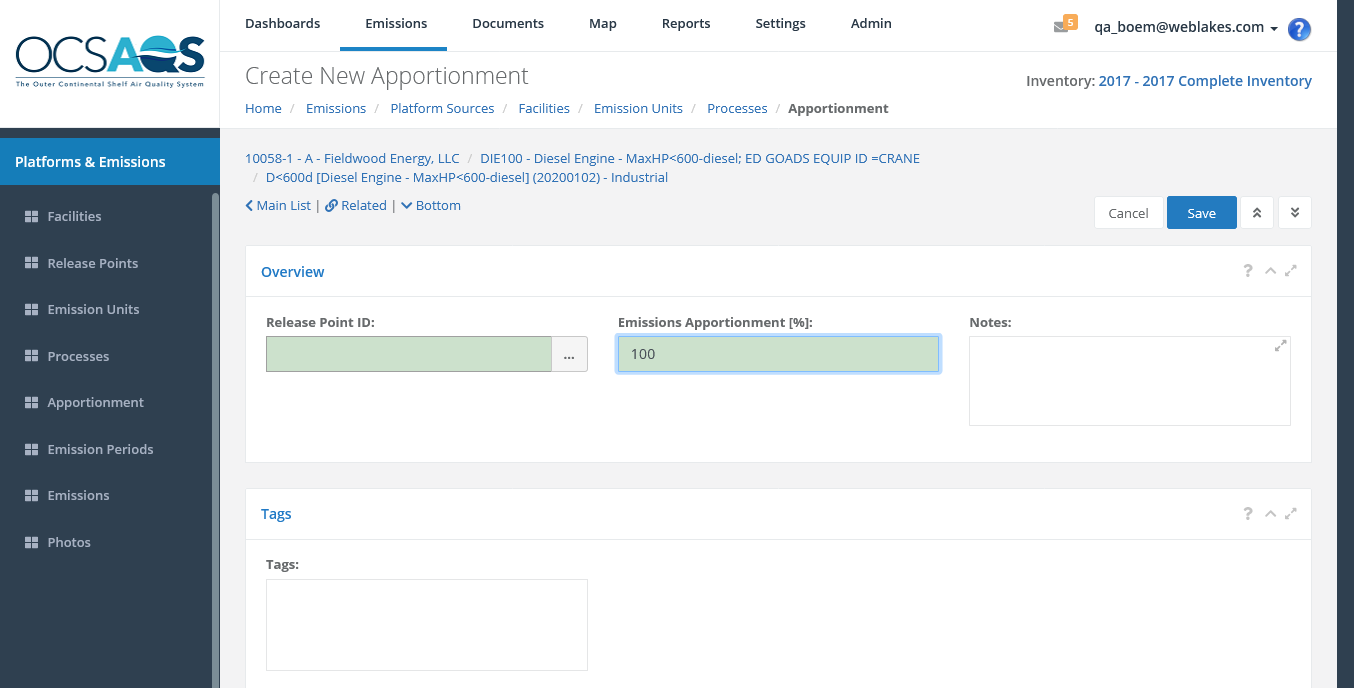 OCSAQS
The Outer Continental Shelf Air Quality System
Dashboards Emissions Documents Map Reports Settings Admin
5
qa_boem@weblakes.com
?
Create New Apportionment
Inventory: 2017 - 2017 Complete Inventory
Home / Emissions / Platform Sources / Facilities / Emission Units / Processes / Apportionment
Platforms & Emissions
Facilities
Release Points
Emission Units
Processes
Apportionment
Emission Periods
Emissions
Photos
10058-1 - A - Fieldwood Energy, LLC / DIE100 - Diesel Engine - MaxHP<600-diesel; ED GOADS EQUIP ID =CRANE
/ D<600d [Diesel Engine - MaxHP<600-diesel] (20200102) - Industrial
Main List | Related | Bottom
Cancel Save
Overview
?
Release Point ID: Emissions Apportionment [%]: Notes:
... 100
Tags
?
Tags: